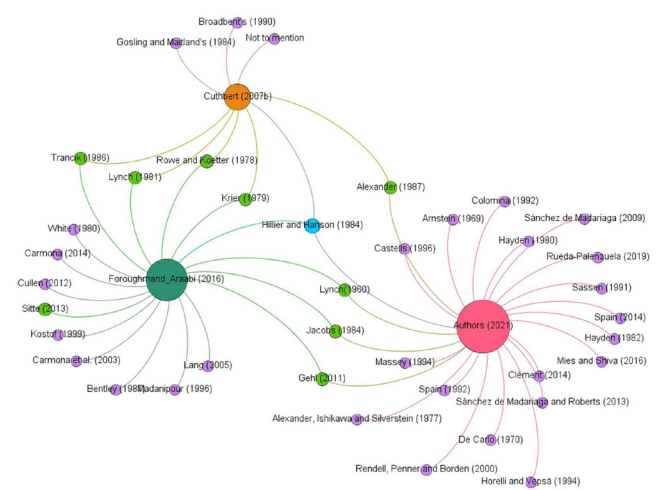 Broadbent's (1990)
Gosling and Maitland's (1984)
Not to mention
Cuthbert (2007b)
Trancik (1986)
Rowe and Koetter (1978)
Lynch (1981)
Krier (1979)
Alexander (1987)
Colomina (1992)
Arnstein (1969)
Sánchez de Madariaga (2009)
White (1980)
Hillier and Hanson (1984)
Hayden (1980)
Carmona (2014)
Castells (1996)
Rueda-Palenzuela (2019)
Cullen (2012)
Foroughmand_Araabi (2016)
Sassen (1991)
Lynch(1960)
Sitte (2013)
Spain (2014)
Authors (2021)
Kostof (1999)
Jacobs (1984)
Hayden (1982)
Carmona et al. (2003)
Lang (2005)
Massey (1994)
Mies and Shiva (2016)
Gehl (2011)
Clément (2014)
Bentley (1985)
Madanipour (1996)
Spain (1992)
Sánchez de Madariaga and Roberts (2013)
Alexander, Ishikawa and Silverstein (1977)
De Carlo (1970)
Rendell, Penner and Borden (2000)
Horelli and Vepsä (1994)